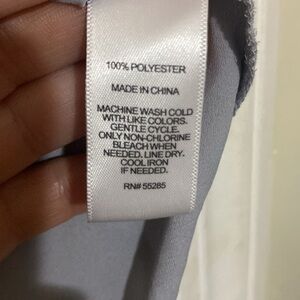 100% POLYESTER
MADE IN CHINA
MACHINE WASH COLD
WITH LIKE COLORS.
GENTLE CYCLE.
ONLY NON-CHLORINE
BLEACH WHEN
NEEDED. LINE DRY.
COOL IRON
IF NEEDED.
RN# 55285